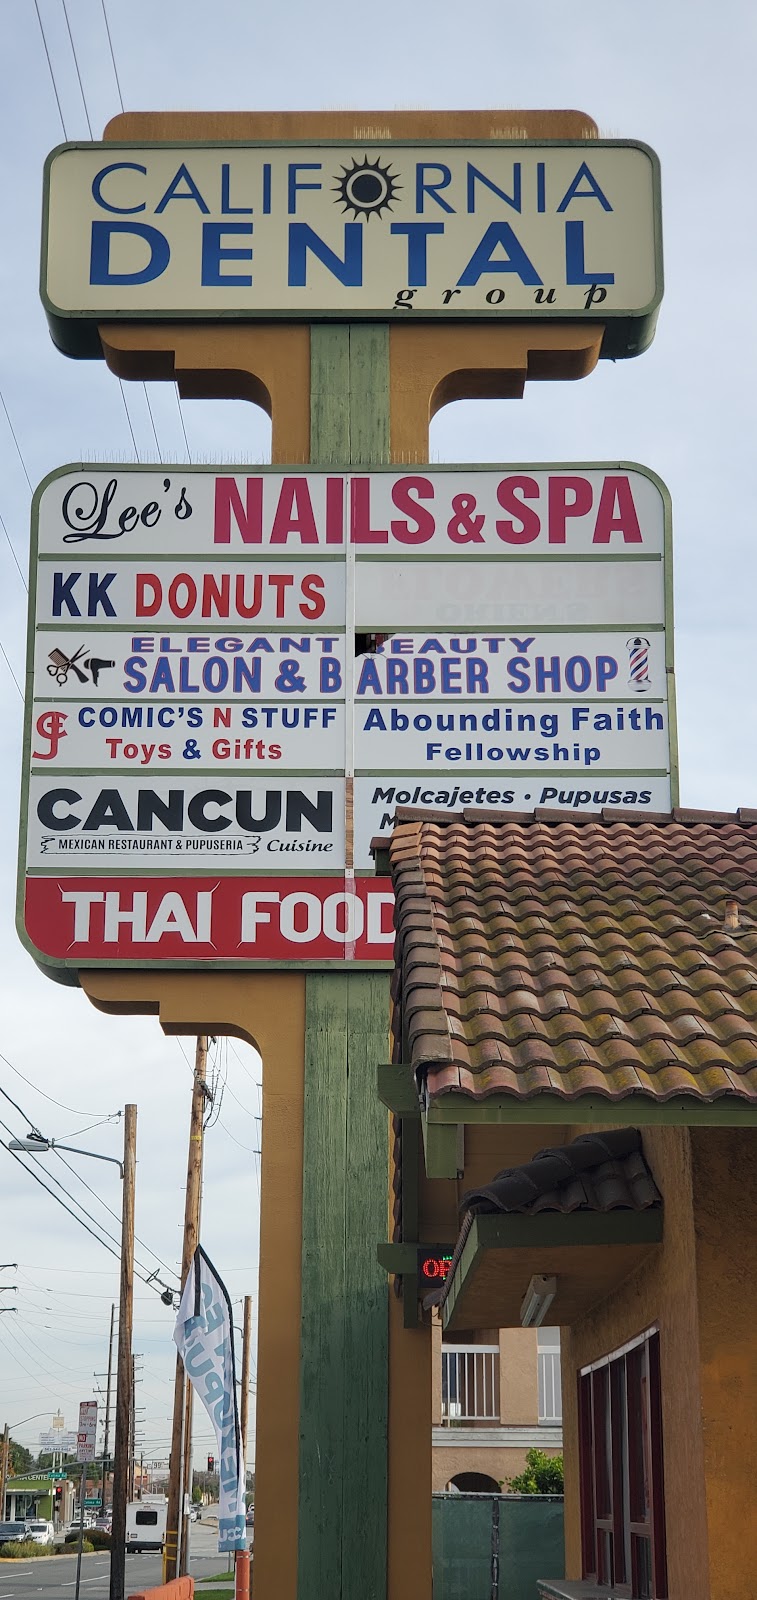 CALIFORNIA
DENTAL
group
Lee's NAILS & SPA
KK DONUTS
ELEGANT BEAUTY
SALON & BARBER SHOP
COMIC'S N STUFF
Toys & Gifts
Abounding Faith
Fellowship
CANCUN
MEXICAN RESTAURANT & PUPUSERIA Cuisine
Molcajetes • Pupusas
M
THAI FOOD
OP